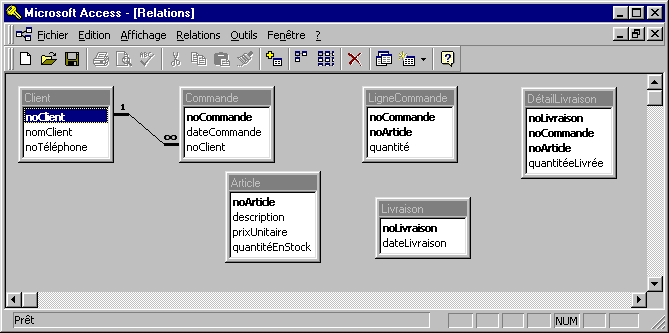 Microsoft Access - [Relations]
Fichier Edition Affichage Relations Outils Fenêtre ?
Client
noClient
nomClient
noTéléphone
1
∞
Commande
noCommande
dateCommande
noClient
LigneCommande
noCommande
noArticle
quantité
DétailLivraison
noLivraison
noCommande
noArticle
quantitéeLivrée
Article
noArticle
description
prixUnitaire
quantitéEnStock
Livraison
noLivraison
dateLivraison
Prêt
NUM